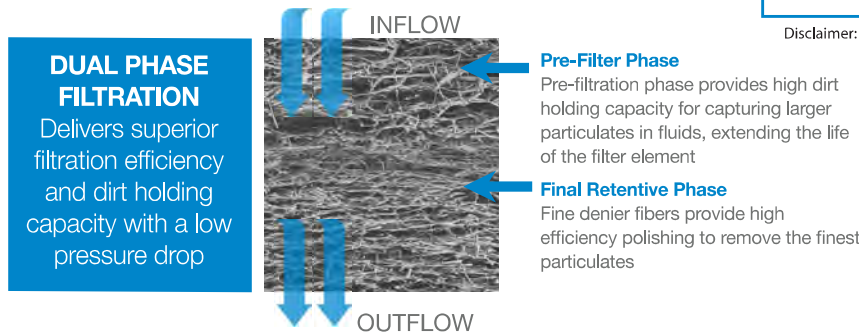 INFLOW
Disclaimer:
DUAL PHASE
FILTRATION
Delivers superior
filtration efficiency
and dirt holding
capacity with a low
pressure drop
Pre-Filter Phase
Pre-filtration phase provides high dirt
holding capacity for capturing larger
particulates in fluids, extending the life
of the filter element
Final Retentive Phase
Fine denier fibers provide high
efficiency polishing to remove the finest
particulates
OUTFLOW